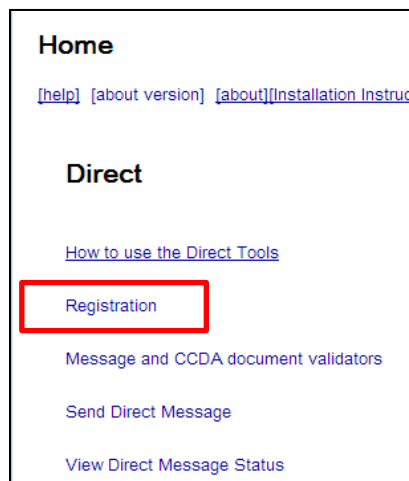 Home
[help] [about version] [about][Installation Instruc
Direct
How to use the Direct Tools
Registration
Message and CCDA document validators
Send Direct Message
View Direct Message Status